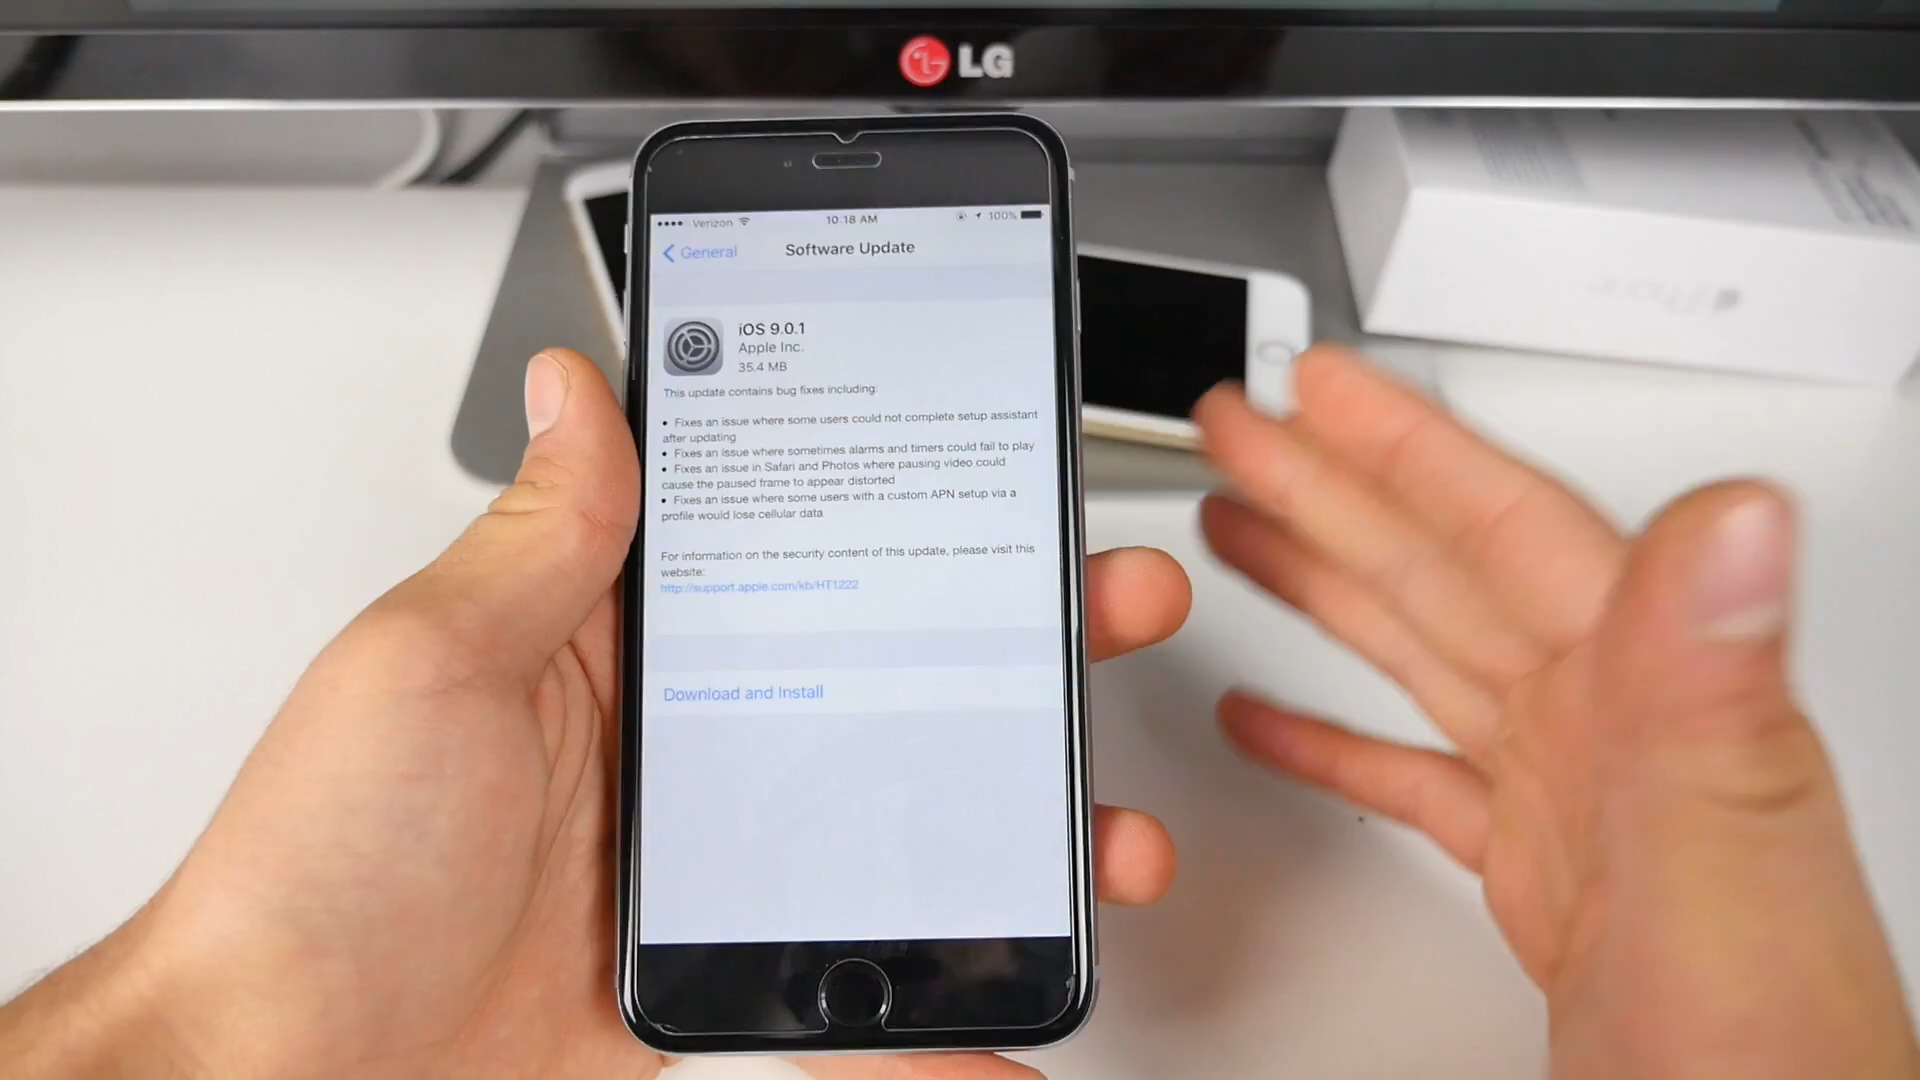 LG
Verizon 10:18 AM 100%
General Software Update
iOS 9.0.1
Apple Inc.
35.4 MB
This update contains bug fixes including:
• Fixes an issue where some users could not complete setup assistant
after updating
• Fixes an issue where sometimes alarms and timers could fail to play
• Fixes an issue in Safari and Photos where pausing video could
cause the paused frame to appear distorted
• Fixes an issue where some users with a custom APN setup via a
profile would lose cellular data
For information on the security content of this update, please visit this
website:
http://support.apple.com/kb/HT1222
Download and Install
iPhone